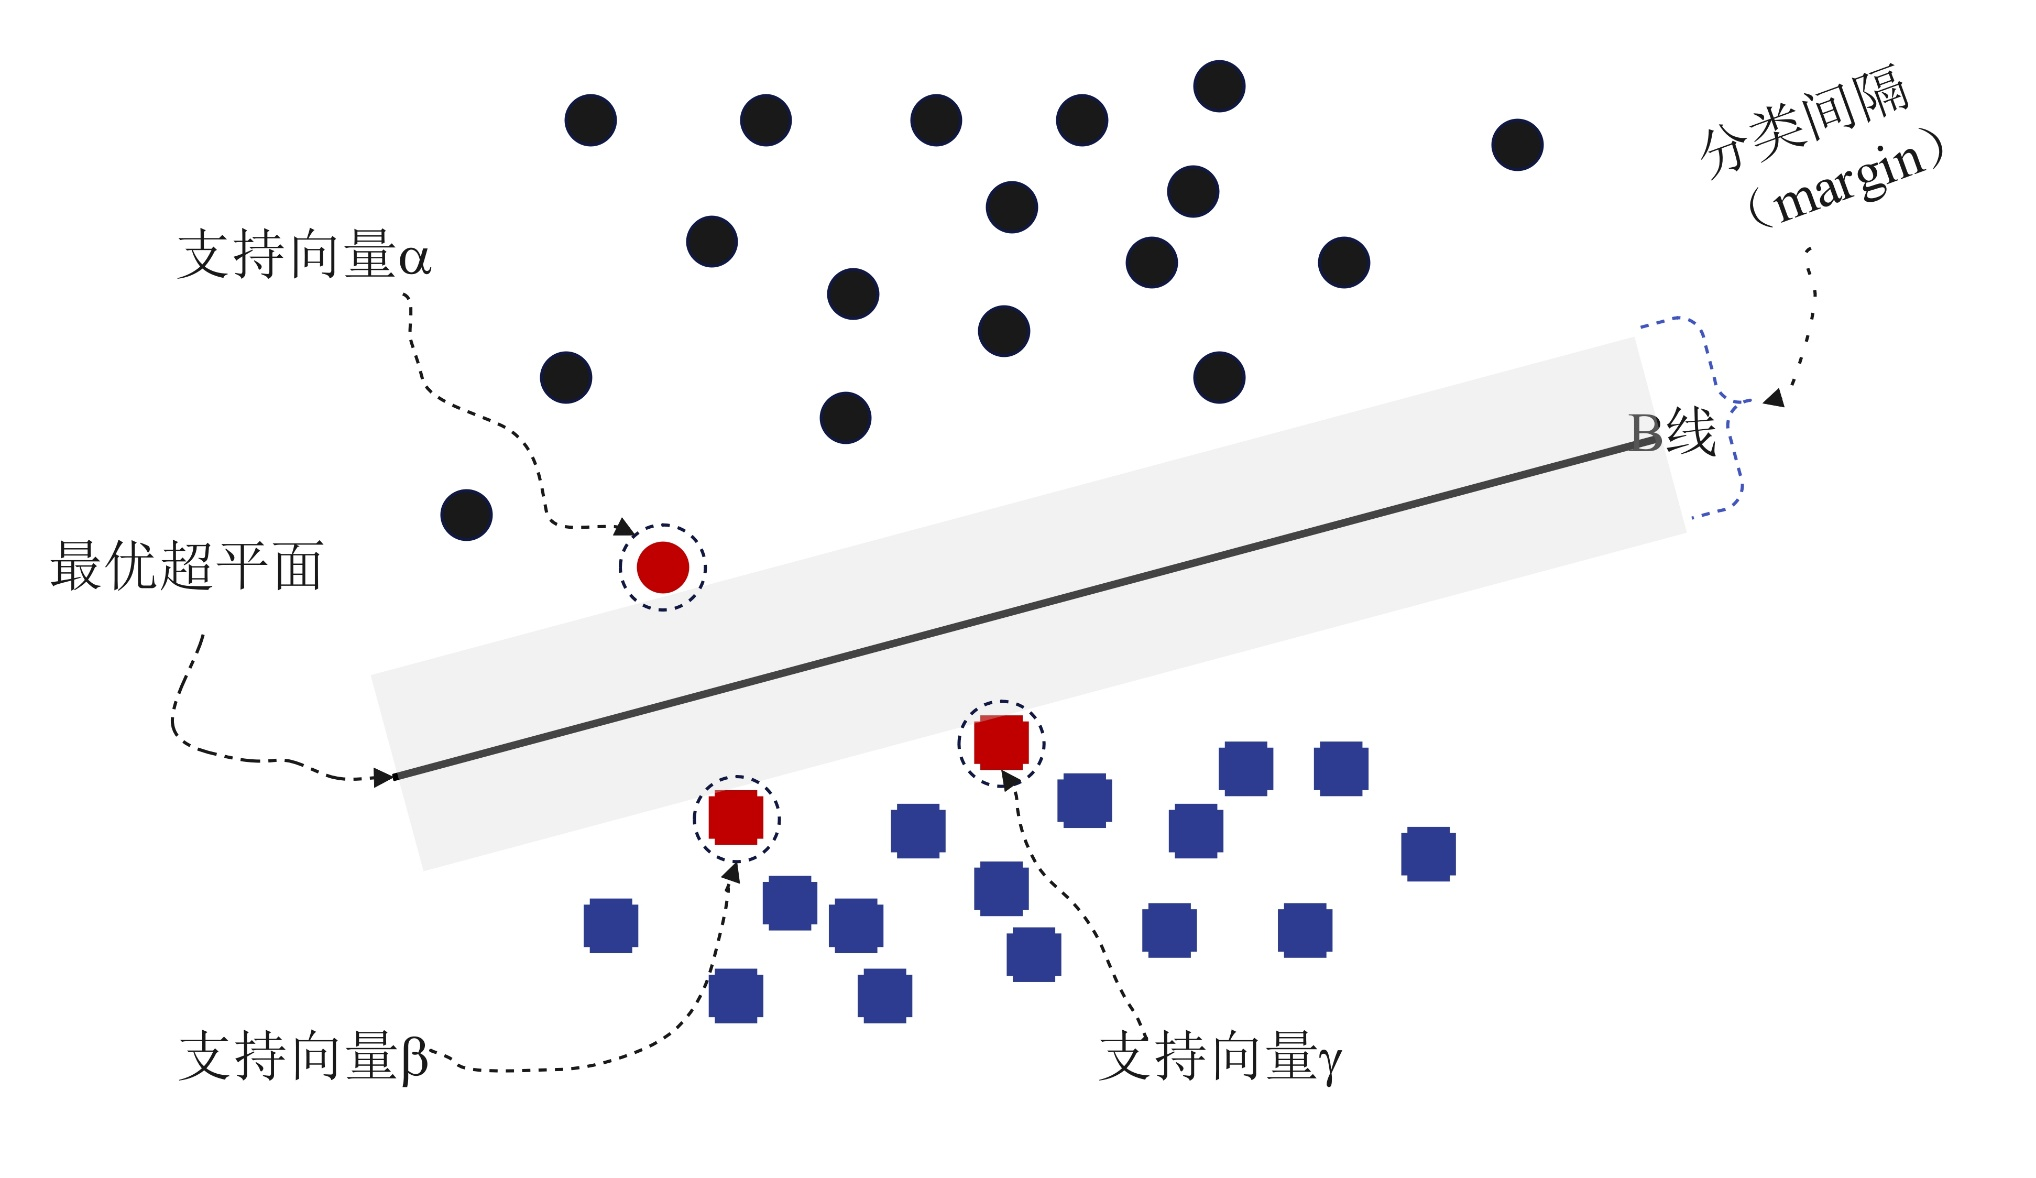 分类间隔
（margin）
支持向量α
B线
最优超平面
支持向量β
支持向量γ